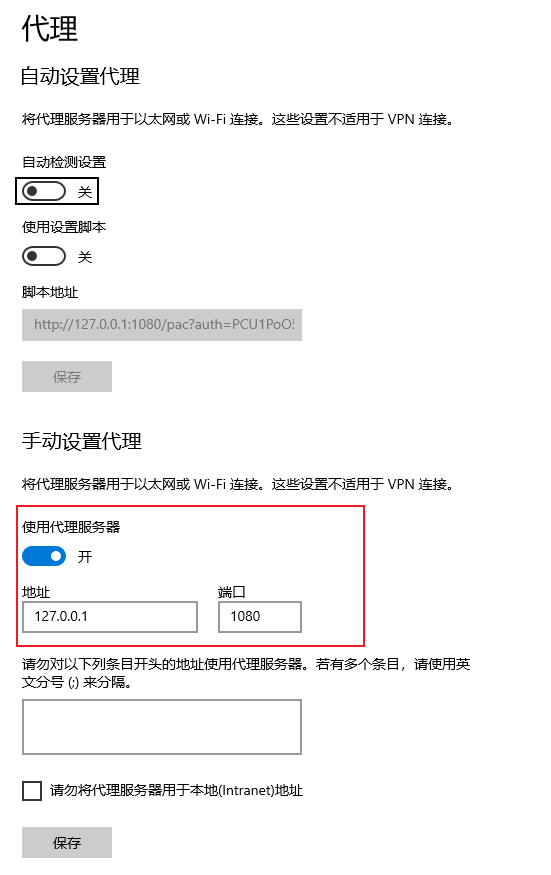 代理
自动设置代理
将代理服务器用于以太网或 Wi-Fi 连接。这些设置不适用于 VPN 连接。
自动检测设置
关
使用设置脚本
关
脚本地址
http://127.0.0.1:1080/pac?auth=PCU1PoO
保存
手动设置代理
将代理服务器用于以太网或 Wi-Fi 连接。这些设置不适用于 VPN 连接。
使用代理服务器
开
地址 端口
127.0.0.1 1080
请勿对以下列条目开头的地址使用代理服务器。若有多个条目，请使用英
文分号 (;) 来分隔。
请勿将代理服务器用于本地(Intranet)地址
保存